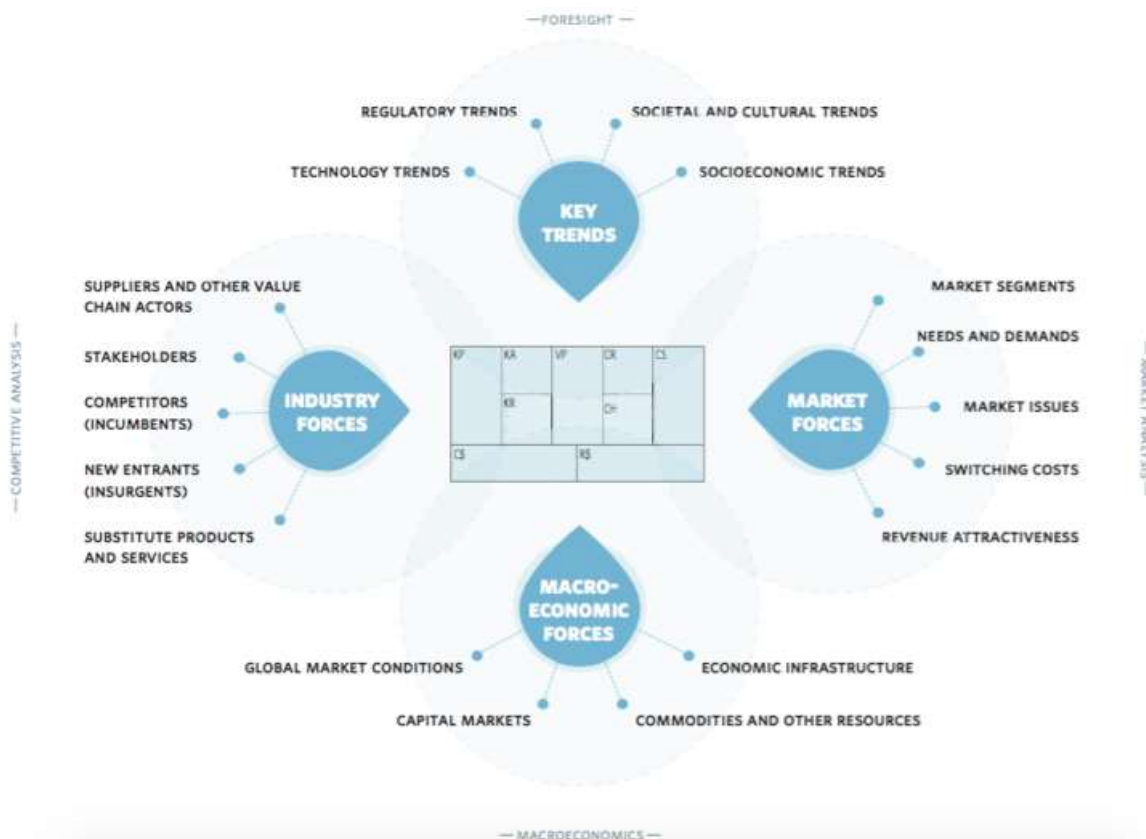 —FORESIGHT —
REGULATORY TRENDS
SOCIETAL AND CULTURAL TRENDS
TECHNOLOGY TRENDS
SOCIOECONOMIC TRENDS
KEY
TRENDS
— COMPETITIVE ANALYSIS —
SUPPLIERS AND OTHER VALUE
CHAIN ACTORS
STAKEHOLDERS
COMPETITORS
(INCUMBENTS)
NEW ENTRANTS
(INSURGENTS)
SUBSTITUTE PRODUCTS
AND SERVICES
INDUSTRY
FORCES
KP
KA
VP
CR
CS
KR
CH
C$
R$
MARKET
FORCES
MARKET SEGMENTS
NEEDS AND DEMANDS
MARKET ISSUES
SWITCHING COSTS
REVENUE ATTRACTIVENESS
MACRO-
ECONOMIC
FORCES
GLOBAL MARKET CONDITIONS
ECONOMIC INFRASTRUCTURE
CAPITAL MARKETS
COMMODITIES AND OTHER RESOURCES
— MACROECONOMICS —